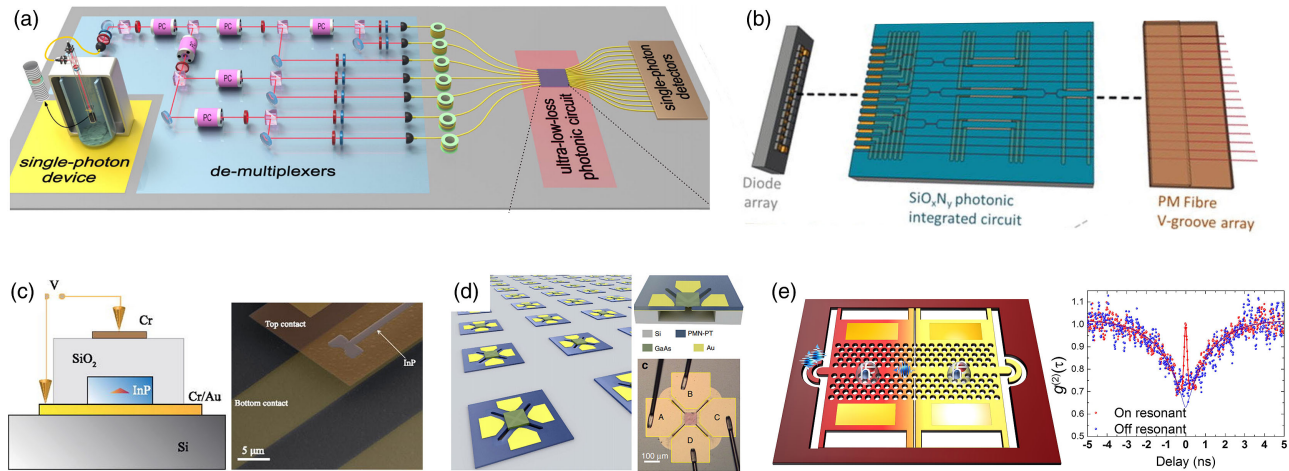 (a)
PC
PC
PC
PC
PC
single-photon
device
de-multiplexers
ultra-low-loss
photonic circuit
single-photon
detectors
(b)
Diode
array
SiOxNy photonic
integrated circuit
PM Fibre
V-groove array
(c)
V
Cr
SiO2
InP
Cr/Au
Si
Top contact
InP
Bottom contact
5 μm
(d)
Si
PMN-PT
GaAs
Au
c
B
A
C
D
100 μm
(e)
g(2)(τ)
1.1
1.0
0.9
0.8
0.7
0.6
0.5
On resonant
Off resonant
-5 -4 -3 -2 -1 0 1 2 3 4 5
Delay (ns)